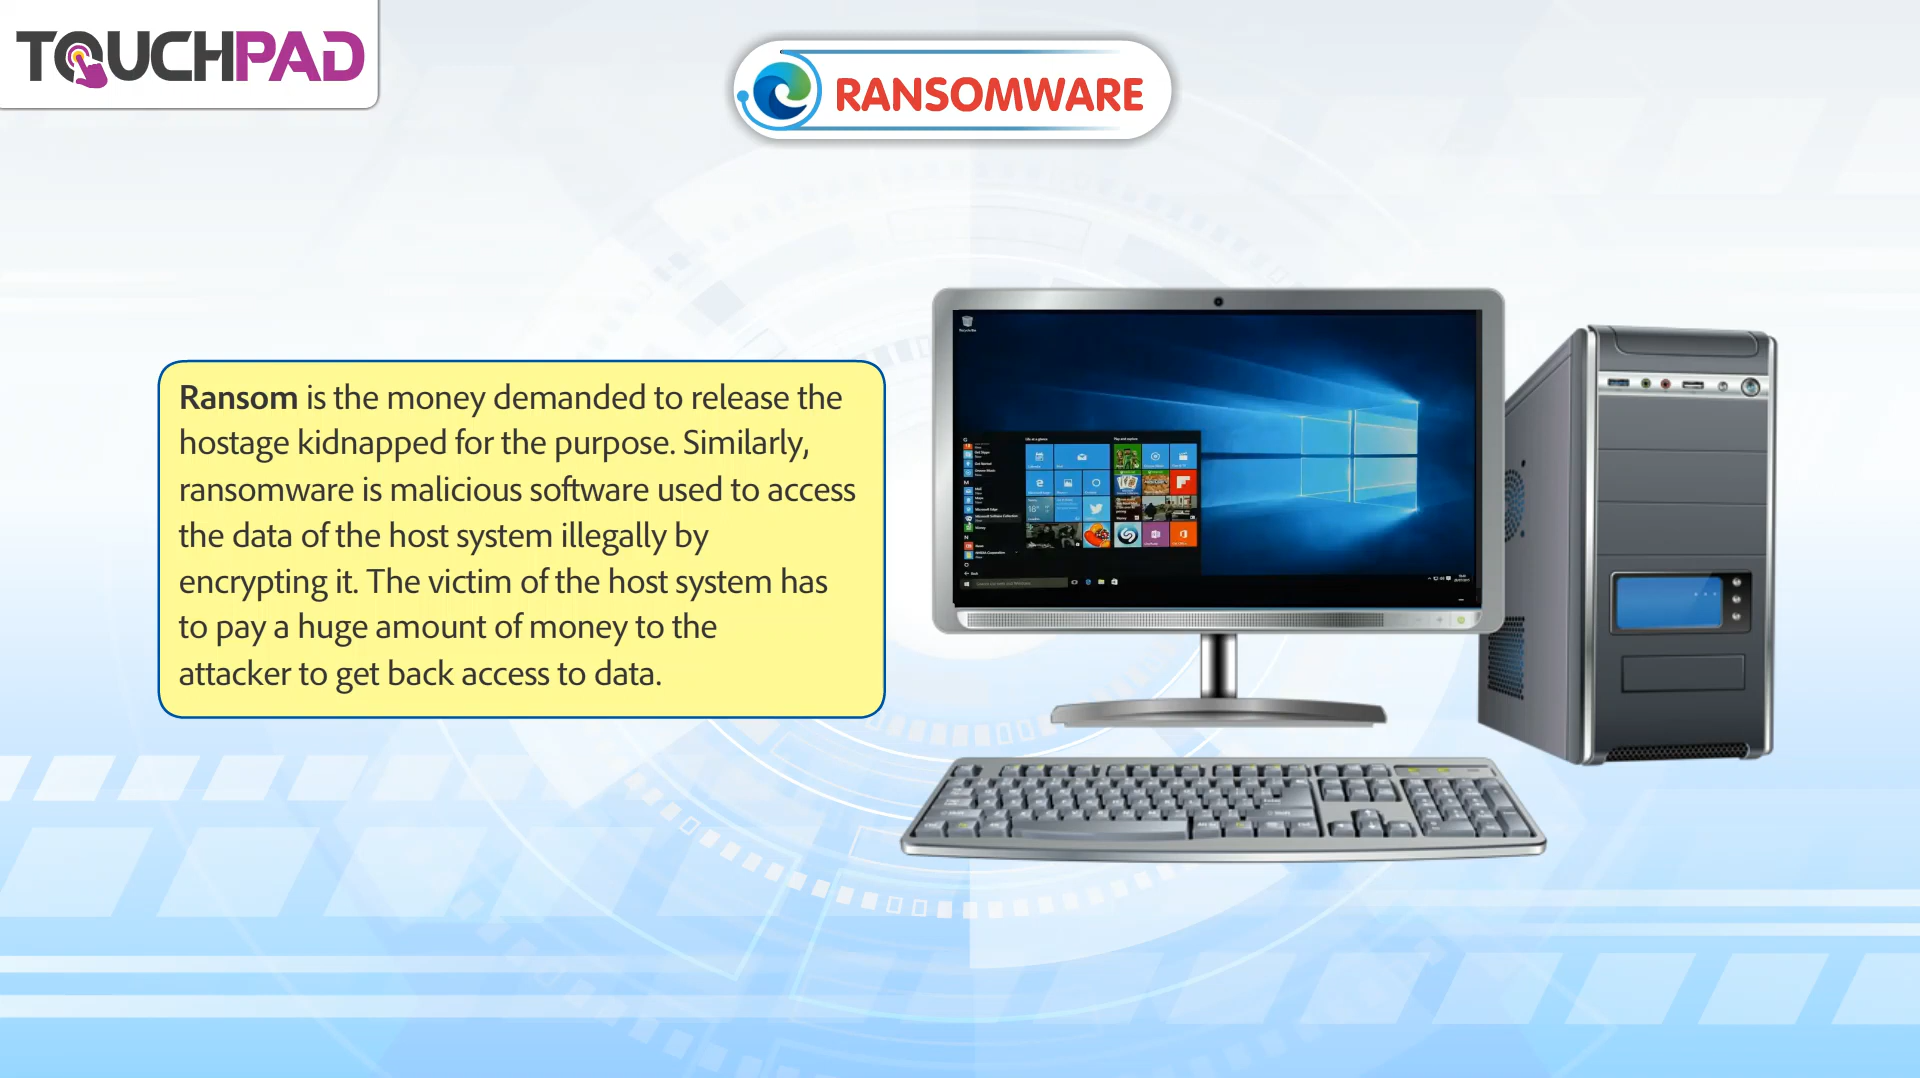 TOUCHPAD
RANSOMWARE
Ransom is the money demanded to release the
hostage kidnapped for the purpose. Similarly,
ransomware is malicious software used to access
the data of the host system illegally by
encrypting it. The victim of the host system has
to pay a huge amount of money to the
attacker to get back access to data.